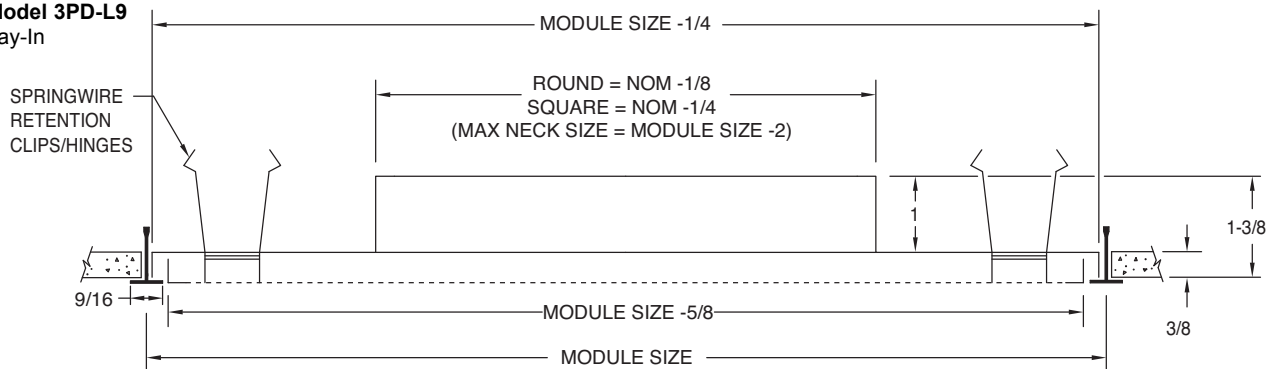 Model 3PD-L9
ay-In
MODULE SIZE -1/4
ROUND = NOM -1/8
SQUARE = NOM -1/4
(MAX NECK SIZE = MODULE SIZE -2)
SPRINGWIRE
RETENTION
CLIPS/HINGES
1
1-3/8
9/16
MODULE SIZE -5/8
3/8
MODULE SIZE